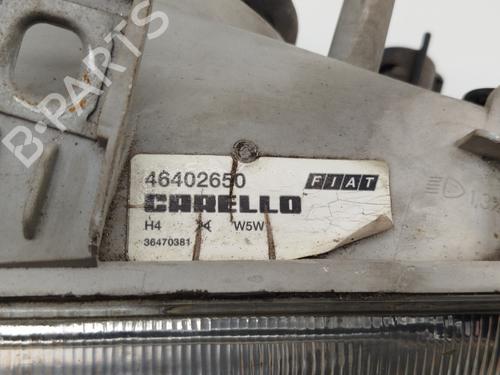 B-PARTS
46402650 FIAT
CARELLO
H4 W5W
36470381